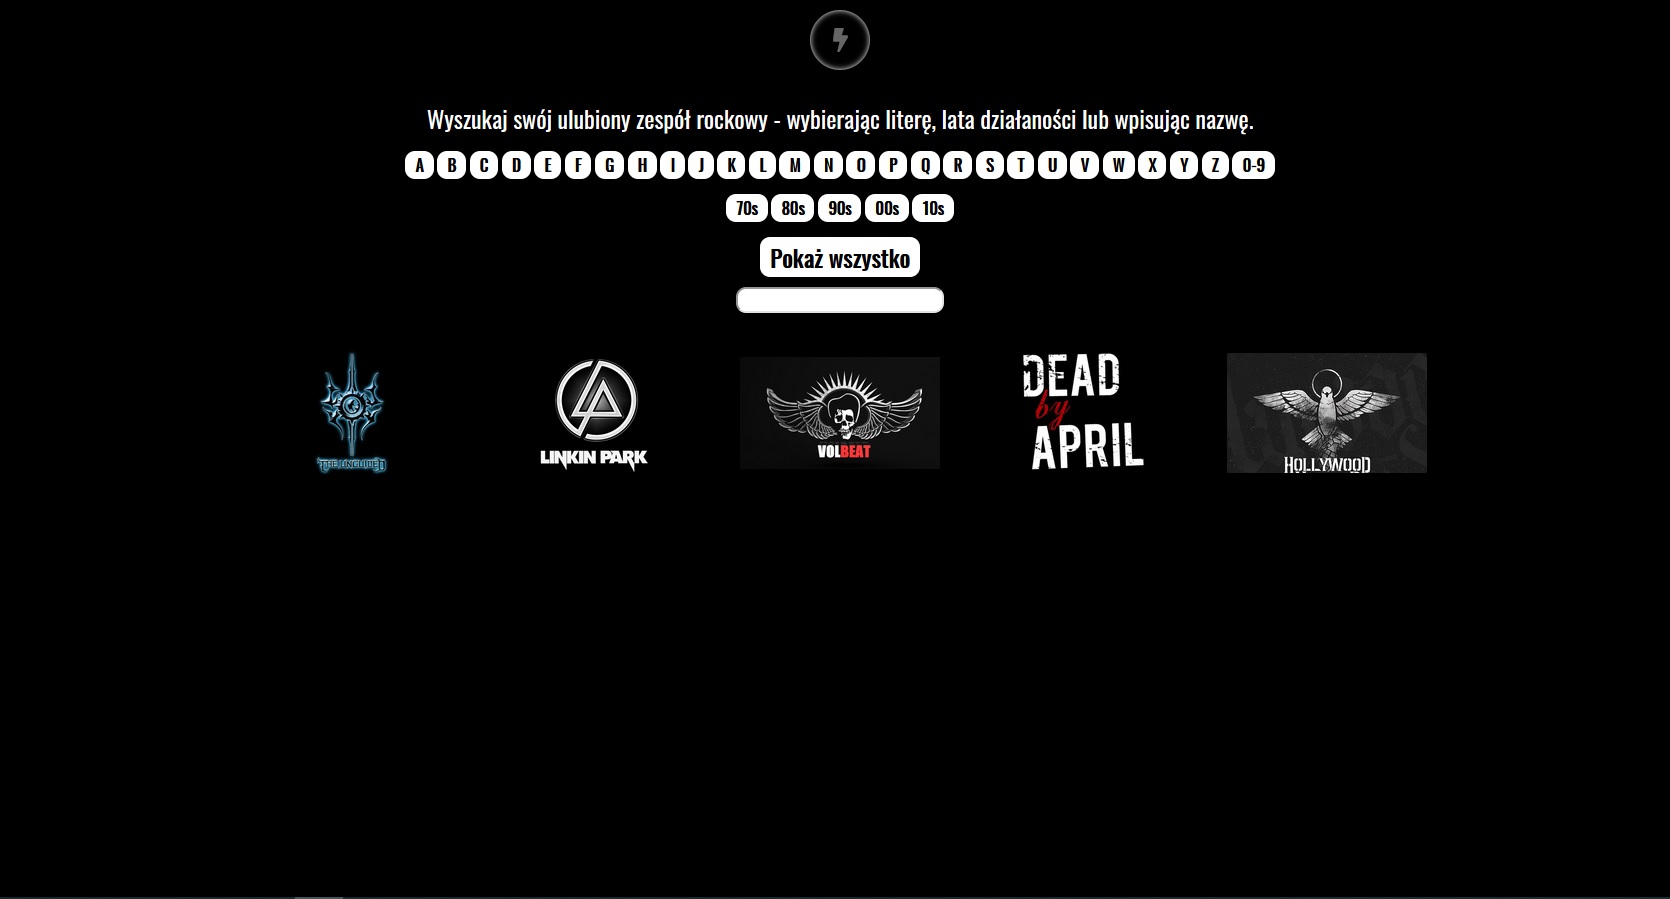 Wyszukaj swój ulubiony zespół rockowy - wybierając literę, lata działaności lub wpisując nazwę.
A B C D E F G H I J K L M N O P Q R S T U V W X Y Z 0-9
70s 80s 90s 00s 10s
Pokaż wszystko
THE UNGUIDED
LINKIN PARK
VOLBEAT
DEAD
by
APRIL
HOLLYWOOD